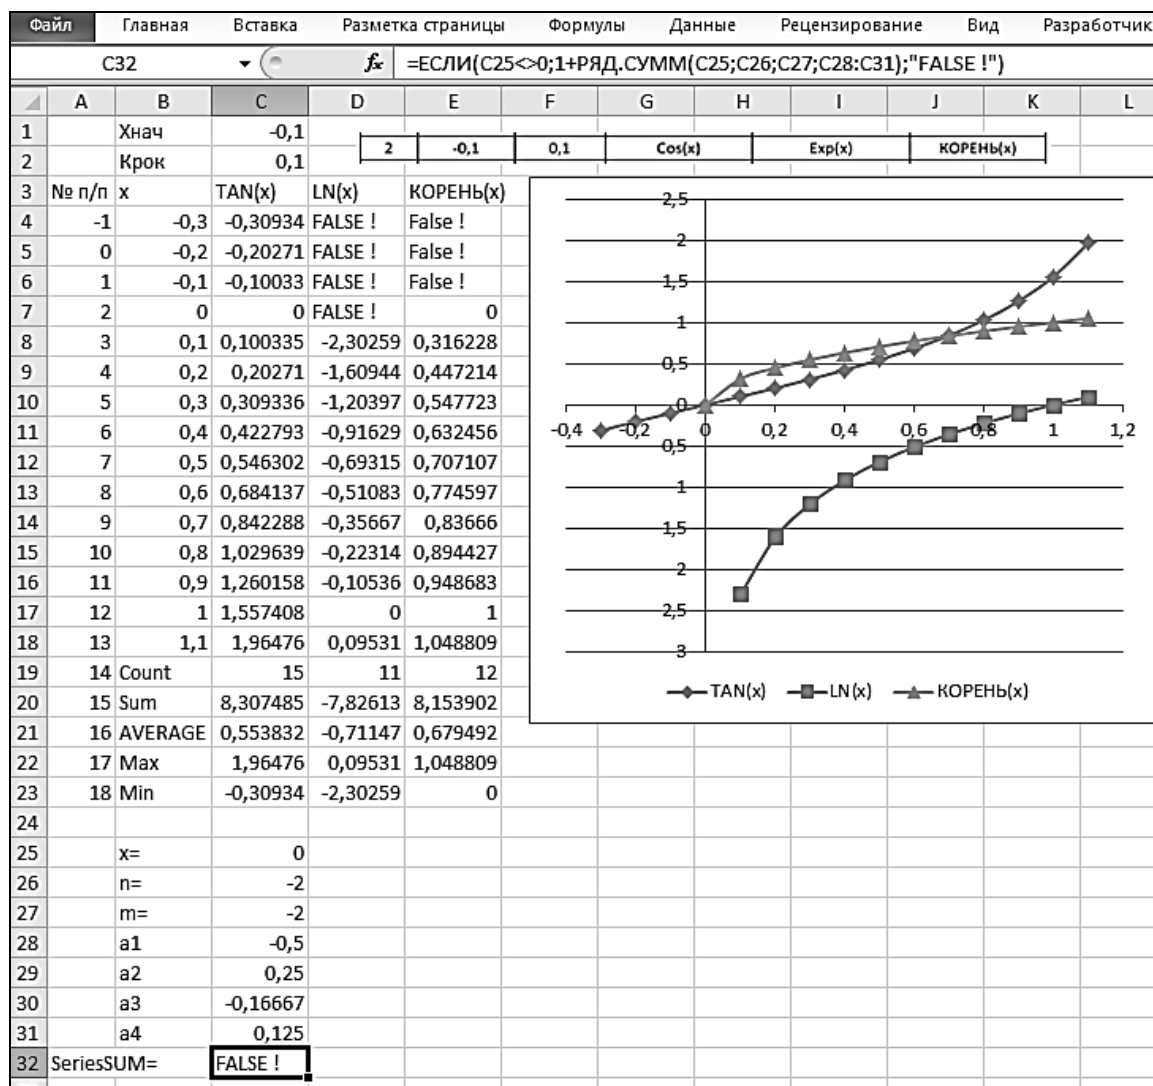 Файл Главная Вставка Разметка страницы Формулы Данные Рецензирование Вид Разработчик
C32 fx =ЕСЛИ(C25<>0;1+РЯД.СУММ(C25;C26;C27;C28:C31);"FALSE !")
A B C D E F G H I J K L
1 Хнач -0,1
2 -0,1 0,1 Cos(x) Exp(x) КОРЕНЬ(x)
2 Крок 0,1
3 № п/п x TAN(x) LN(x) КОРЕНЬ(x)
4 -1 -0,3 -0,30934 FALSE ! False !
5 0 -0,2 -0,20271 FALSE ! False !
6 1 -0,1 -0,10033 FALSE ! False !
7 2 0 0 FALSE ! 0
8 3 0,1 0,100335 -2,30259 0,316228
9 4 0,2 0,20271 -1,60944 0,447214
10 5 0,3 0,309336 -1,20397 0,547723
11 6 0,4 0,422793 -0,91629 0,632456
12 7 0,5 0,546302 -0,69315 0,707107
13 8 0,6 0,684137 -0,51083 0,774597
14 9 0,7 0,842288 -0,35667 0,83666
15 10 0,8 1,029639 -0,22314 0,894427
16 11 0,9 1,260158 -0,10536 0,948683
17 12 1 1,557408 0 1
18 13 1,1 1,96476 0,09531 1,048809
19 14 Count 15 11 12
20 15 Sum 8,307485 -7,82613 8,153902
21 16 AVERAGE 0,553832 -0,71147 0,679492
22 17 Max 1,96476 0,09531 1,048809
23 18 Min -0,30934 -2,30259 0
24
25 x= 0
26 n= -2
27 m= -2
28 a1 -0,5
29 a2 0,25
30 a3 -0,16667
31 a4 0,125
32 SeriesSUM= FALSE !
2,5
2
1,5
1
0,5
0
-0,4 -0,2 0 0,2 0,4 0,6 0,8 1 1,2
0,5
1
1,5
2
2,5
3
TAN(x) LN(x) КОРЕНЬ(x)